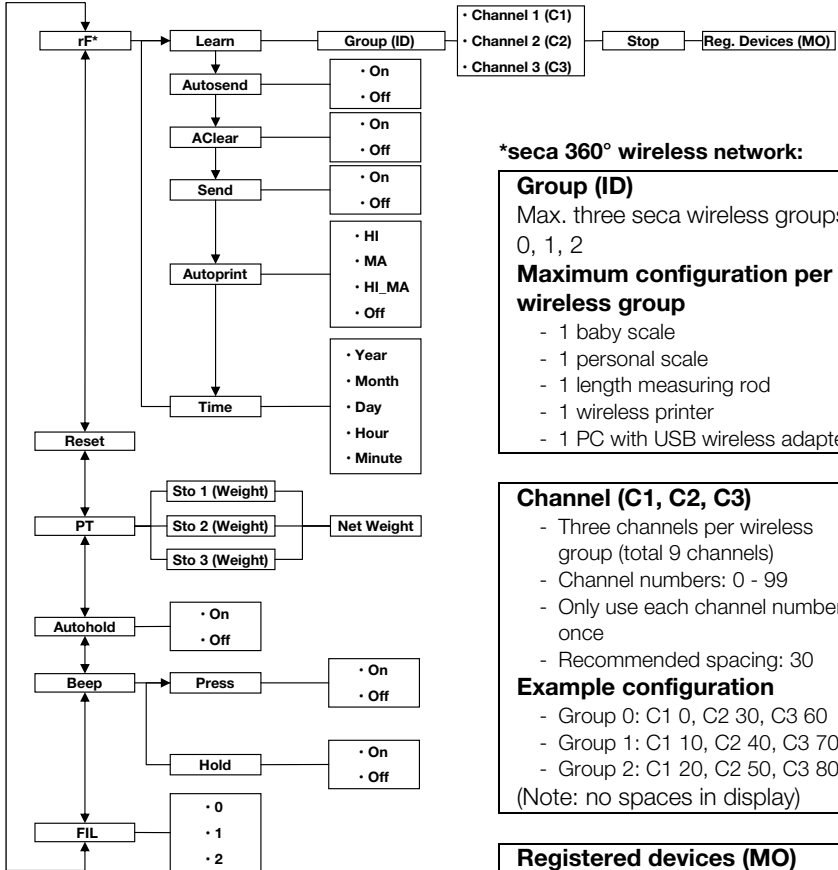 rF*
Learn
Group (ID)
· Channel 1 (C1)
· Channel 2 (C2)
· Channel 3 (C3)
Stop
Reg. Devices (MO)
Autosend
· On
· Off
AClear
· On
· Off
Send
· On
· Off
Autoprint
· HI
· MA
· HI_MA
· Off
Time
· Year
· Month
· Day
· Hour
· Minute
Reset
PT
Sto 1 (Weight)
Sto 2 (Weight)
Sto 3 (Weight)
Net Weight
Autohold
· On
· Off
Beep
Press
· On
· Off
Hold
· On
· Off
FIL
· 0
· 1
· 2
*seca 360° wireless network:
Group (ID)
Max. three seca wireless groups
0, 1, 2
Maximum configuration per
wireless group
- 1 baby scale
- 1 personal scale
- 1 length measuring rod
- 1 wireless printer
- 1 PC with USB wireless adapte
Channel (C1, C2, C3)
- Three channels per wireless
group (total 9 channels)
- Channel numbers: 0 - 99
- Only use each channel number
once
- Recommended spacing: 30
Example configuration
- Group 0: C1 0, C2 30, C3 60
- Group 1: C1 10, C2 40, C3 70
- Group 2: C1 20, C2 50, C3 80
(Note: no spaces in display)
Registered devices (MO)